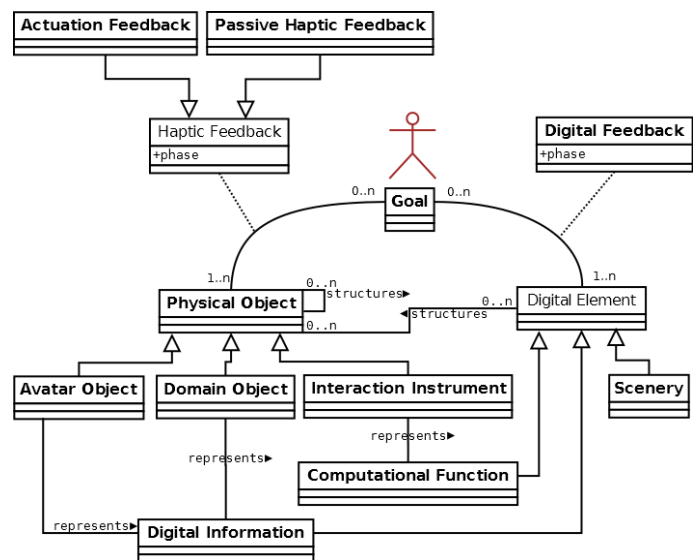 Actuation Feedback
Passive Haptic Feedback
Haptic Feedback
+phase
Digital Feedback
+phase
0..n
0..n
Goal
1..n
1..n
0..n
Physical Object
structures►
0..n
Digital Element
0..n
◄structures
Avatar Object
Domain Object
Interaction Instrument
Scenery
represents►
represents►
Computational Function
represents►
Digital Information